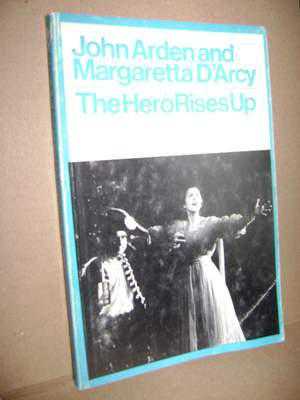 John Arden and
Margaretta D'Arcy
The Hero Rises Up